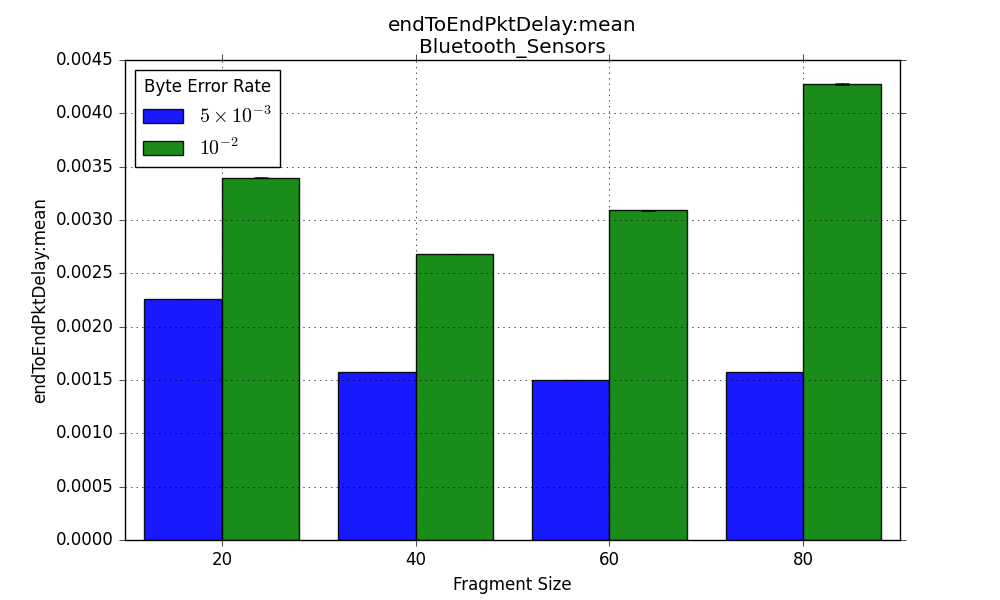 endToEndPktDelay:mean
Bluetooth_Sensors
Byte Error Rate
5 × 10⁻³
10⁻²
endToEndPktDelay:mean
0.0045
0.0040
0.0035
0.0030
0.0025
0.0020
0.0015
0.0010
0.0005
0.0000
20 40 60 80
Fragment Size